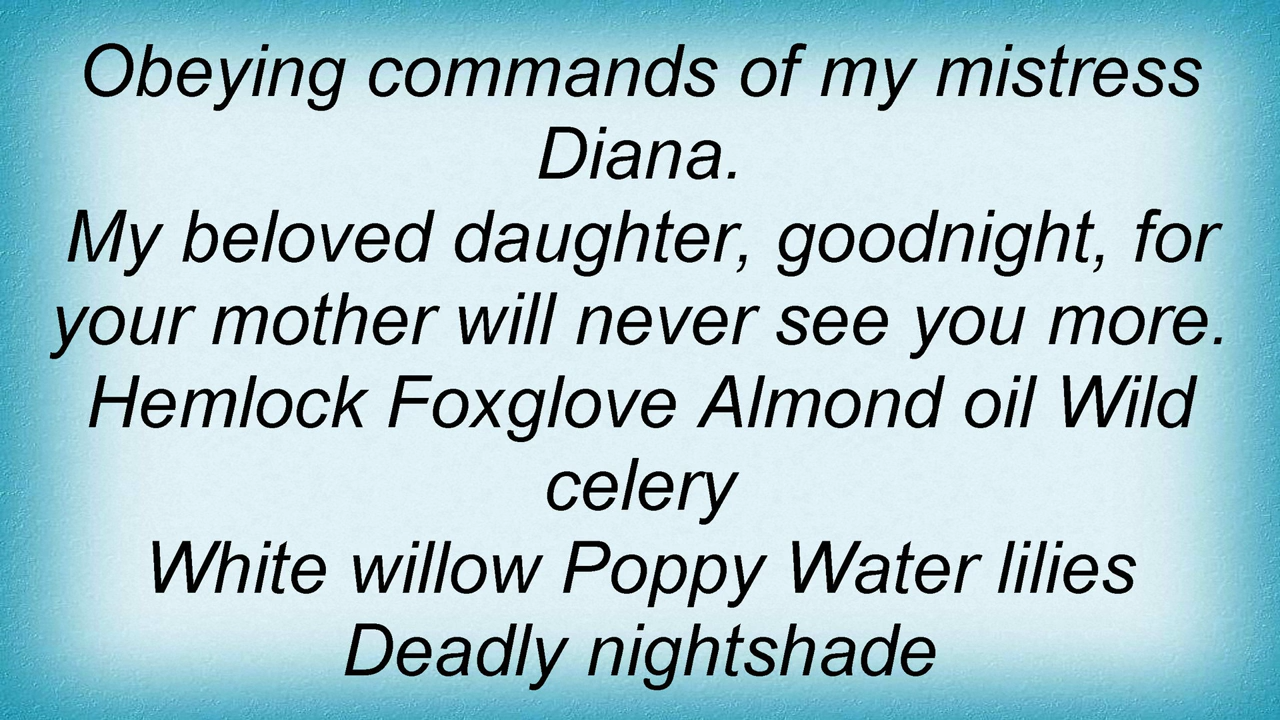 Obeying commands of my mistress
Diana.
My beloved daughter, goodnight, for
your mother will never see you more.
Hemlock Foxglove Almond oil Wild
celery
White willow Poppy Water lilies
Deadly nightshade